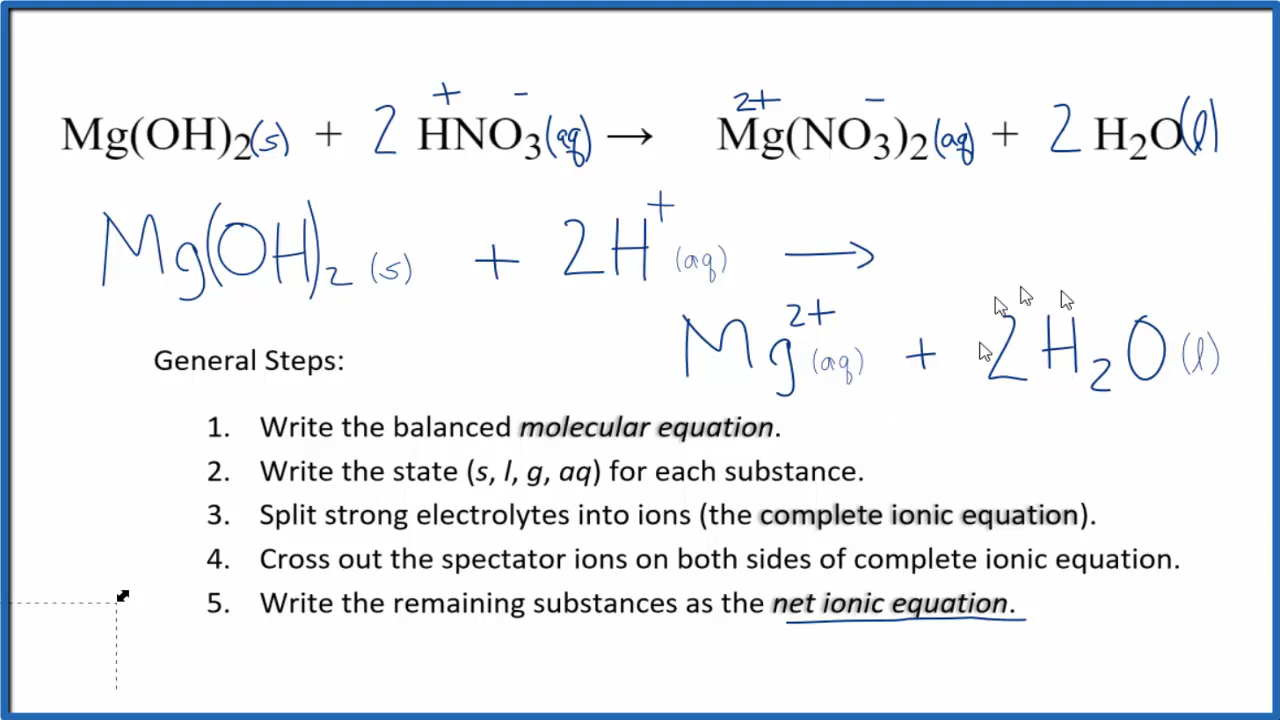 Mg(OH)₂(s) + 2 H⁺NO₃⁻(aq) → Mg²⁺(NO₃⁻)₂(aq) + 2 H₂O(l)
Mg(OH)₂(s) + 2H⁺(aq) →
Mg²⁺(aq) + 2H₂O(l)
General Steps:
1. Write the balanced molecular equation.
2. Write the state (s, l, g, aq) for each substance.
3. Split strong electrolytes into ions (the complete ionic equation).
4. Cross out the spectator ions on both sides of complete ionic equation.
5. Write the remaining substances as the net ionic equation.